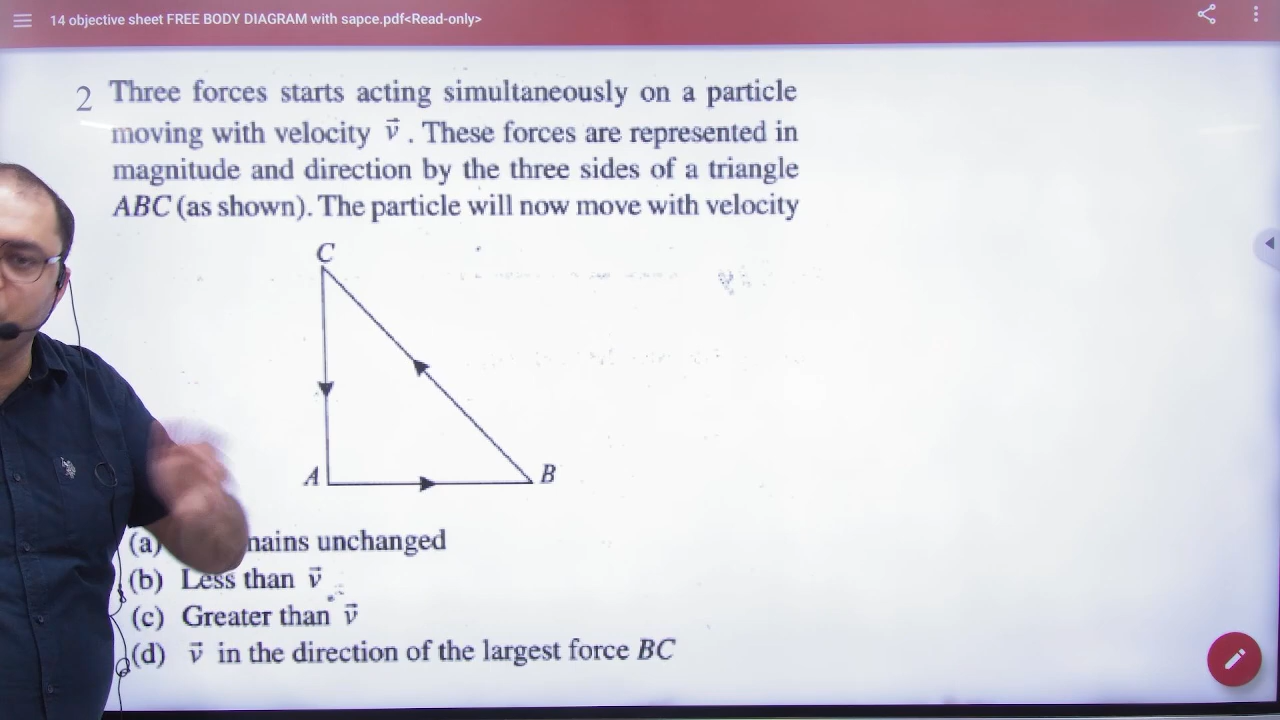 14 objective sheet FREE BODY DIAGRAM with sapce.pdf<Read-only>
2 Three forces starts acting simultaneously on a particle
moving with velocity v⃗ . These forces are represented in
magnitude and direction by the three sides of a triangle
ABC (as shown). The particle will now move with velocity
C
A
B
(a) unchanged
(b) Less than v⃗
(c) Greater than v⃗
(d) v⃗ in the direction of the largest force BC